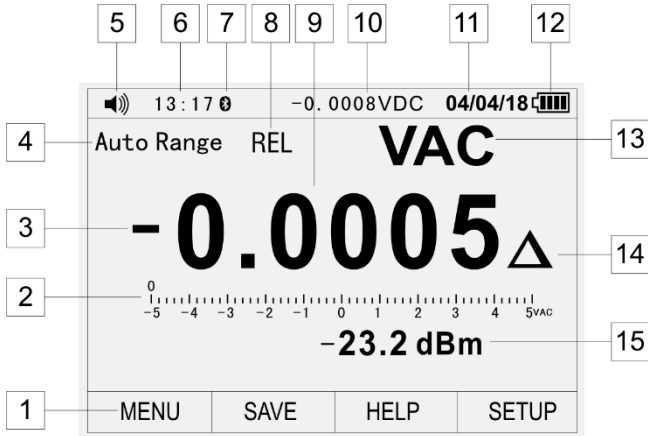 5 6 7 8 9 10 11 12
13:17 -0.0008VDC 04/04/18
4 Auto Range REL VAC 13
3 -0.0005△ 14
0
2 -5 -4 -3 -2 -1 0 1 2 3 4 5VAC
-23.2 dBm 15
1 MENU SAVE HELP SETUP